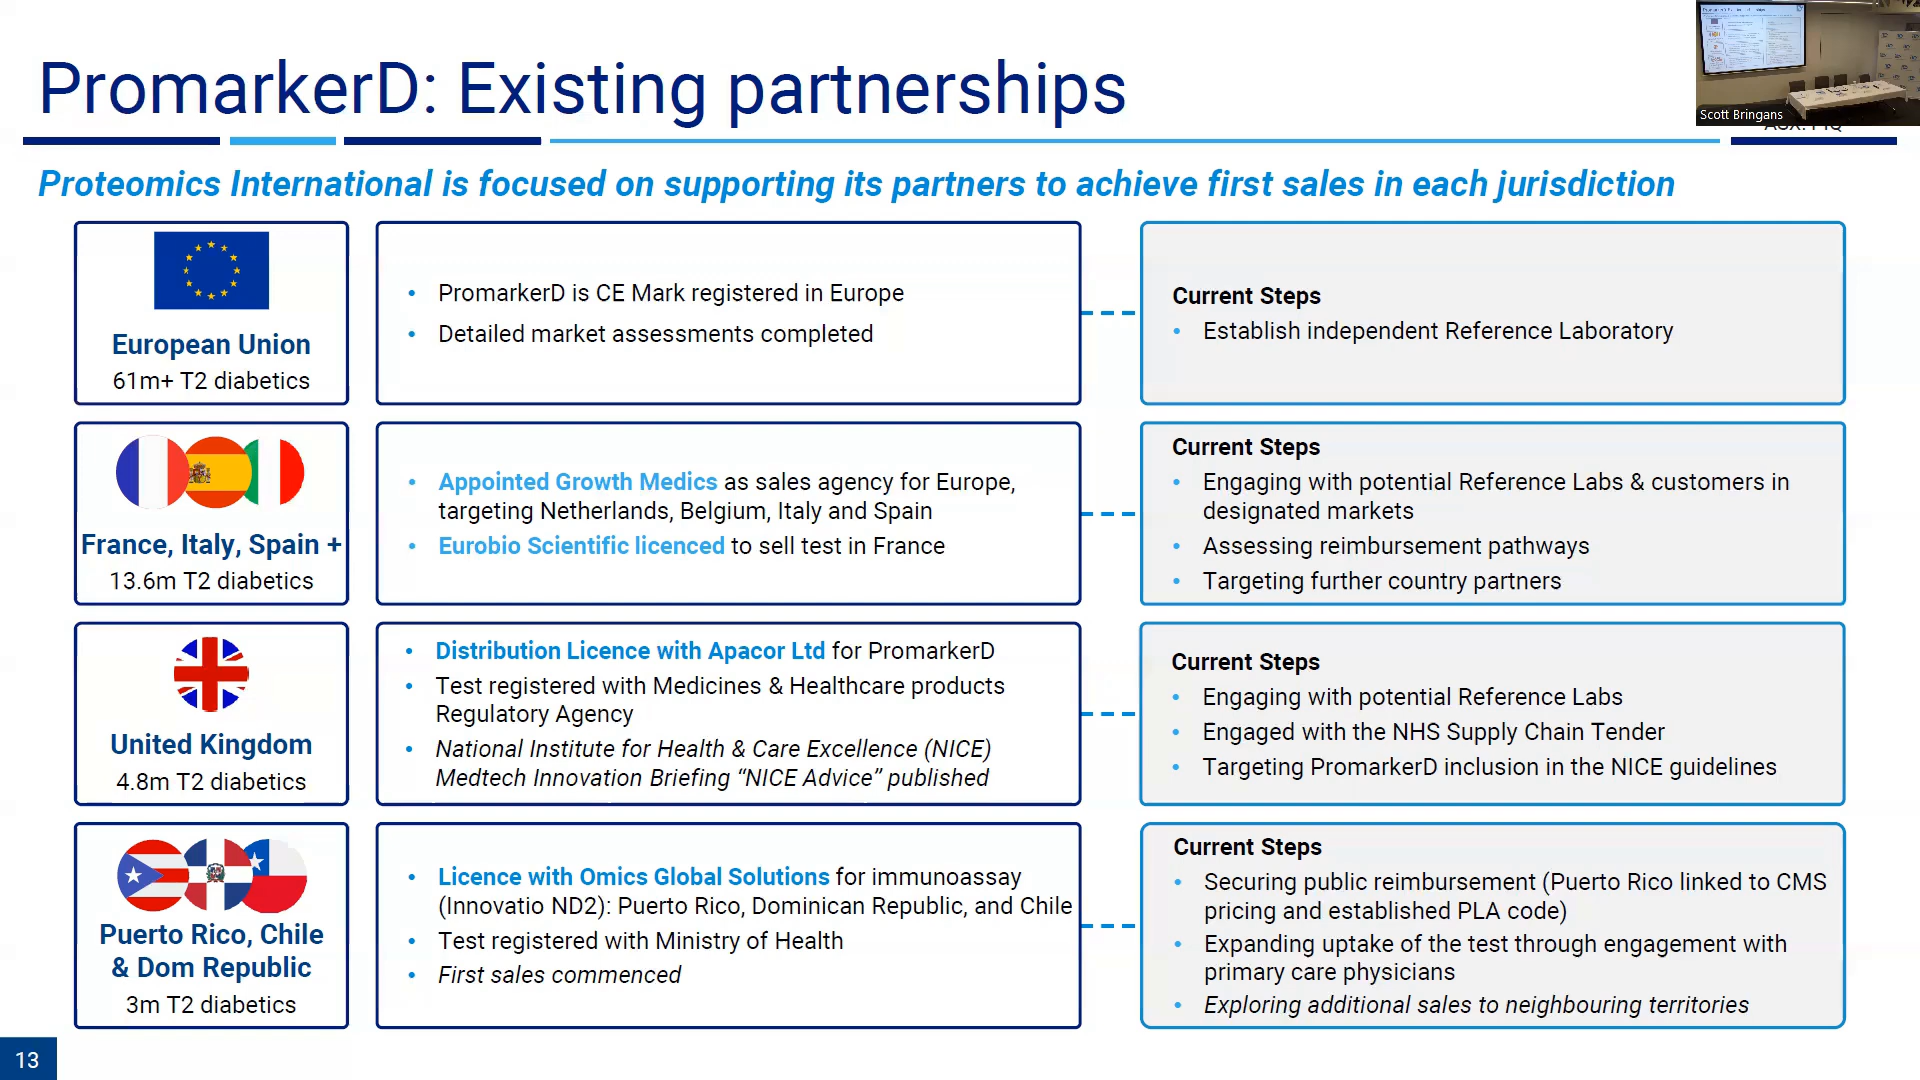 PromarkerD: Existing partnerships
Scott Bringans
Proteomics International is focused on supporting its partners to achieve first sales in each jurisdiction
European Union
61m+ T2 diabetics
• PromarkerD is CE Mark registered in Europe
• Detailed market assessments completed
Current Steps
• Establish independent Reference Laboratory
France, Italy, Spain +
13.6m T2 diabetics
• Appointed Growth Medics as sales agency for Europe,
targeting Netherlands, Belgium, Italy and Spain
• Eurobio Scientific licenced to sell test in France
Current Steps
• Engaging with potential Reference Labs & customers in
designated markets
• Assessing reimbursement pathways
• Targeting further country partners
United Kingdom
4.8m T2 diabetics
• Distribution Licence with Apacor Ltd for PromarkerD
• Test registered with Medicines & Healthcare products
Regulatory Agency
• National Institute for Health & Care Excellence (NICE)
Medtech Innovation Briefing “NICE Advice” published
Current Steps
• Engaging with potential Reference Labs
• Engaged with the NHS Supply Chain Tender
• Targeting PromarkerD inclusion in the NICE guidelines
Puerto Rico, Chile
& Dom Republic
3m T2 diabetics
• Licence with Omics Global Solutions for immunoassay
(Innovatio ND2): Puerto Rico, Dominican Republic, and Chile
• Test registered with Ministry of Health
• First sales commenced
Current Steps
• Securing public reimbursement (Puerto Rico linked to CMS
pricing and established PLA code)
• Expanding uptake of the test through engagement with
primary care physicians
• Exploring additional sales to neighbouring territories
13